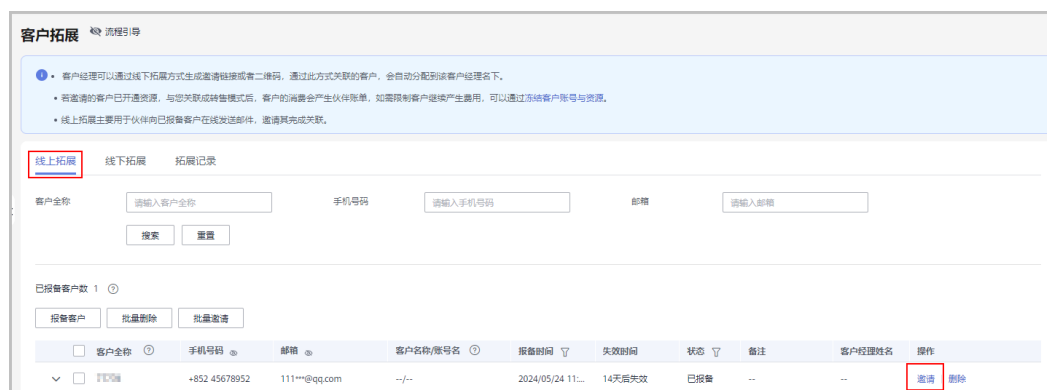 客户拓展 流程引导
• 客户经理可以通过线下拓展方式生成邀请链接或者二维码，通过此方式关联的客户，会自动分配到该客户经理名下。
• 若邀请的客户已开通资源，与您关联成转售模式后，客户的消费会产生伙伴账单，如需限制客户继续产生费用，可以通过冻结客户账号与资源。
• 线上拓展主要用于伙伴向已报备客户在线发送邮件，邀请其完成关联。
线上拓展 线下拓展 拓展记录
客户全称 请输入客户全称 手机号码 请输入手机号码 邮箱 请输入邮箱
搜索 重置
已报备客户数 1
报备客户 批量删除 批量邀请
客户全称 手机号码 邮箱 客户名称/账号名 报备时间 失效时间 状态 备注 客户经理姓名 操作
+852 45678952 111***@qq.com --/-- 2024/05/24 11:... 14天后失效 已报备 -- -- 邀请 删除